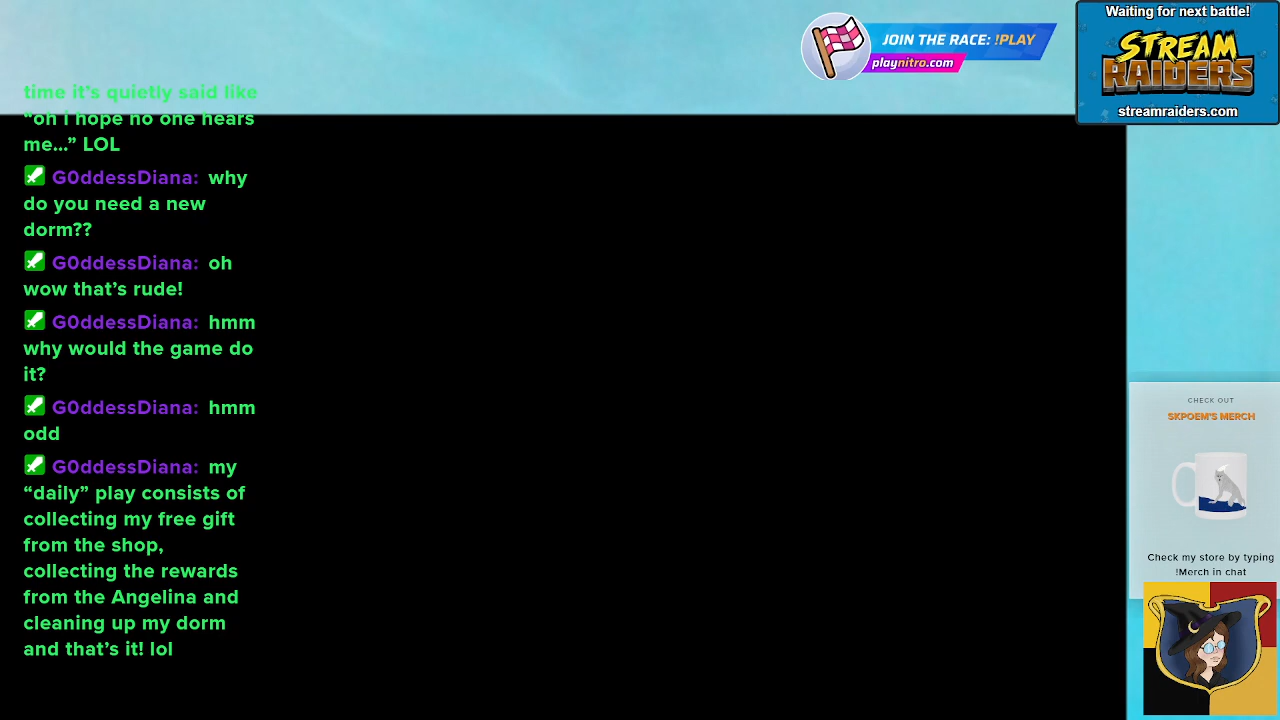 Waiting for next battle!
STREAM
RAIDERS
streamraiders.com
JOIN THE RACE: !PLAY
playnitro.com
time it's quietly said like
“oh i hope no one hears
me...” LOL
G0ddessDiana: why
do you need a new
dorm??
G0ddessDiana: oh
wow that's rude!
G0ddessDiana: hmm
why would the game do
it?
G0ddessDiana: hmm
odd
G0ddessDiana: my
“daily” play consists of
collecting my free gift
from the shop,
collecting the rewards
from the Angelina and
cleaning up my dorm
and that's it! lol
CHECK OUT
SKPOEM'S MERCH
Check my store by typing
!Merch in chat